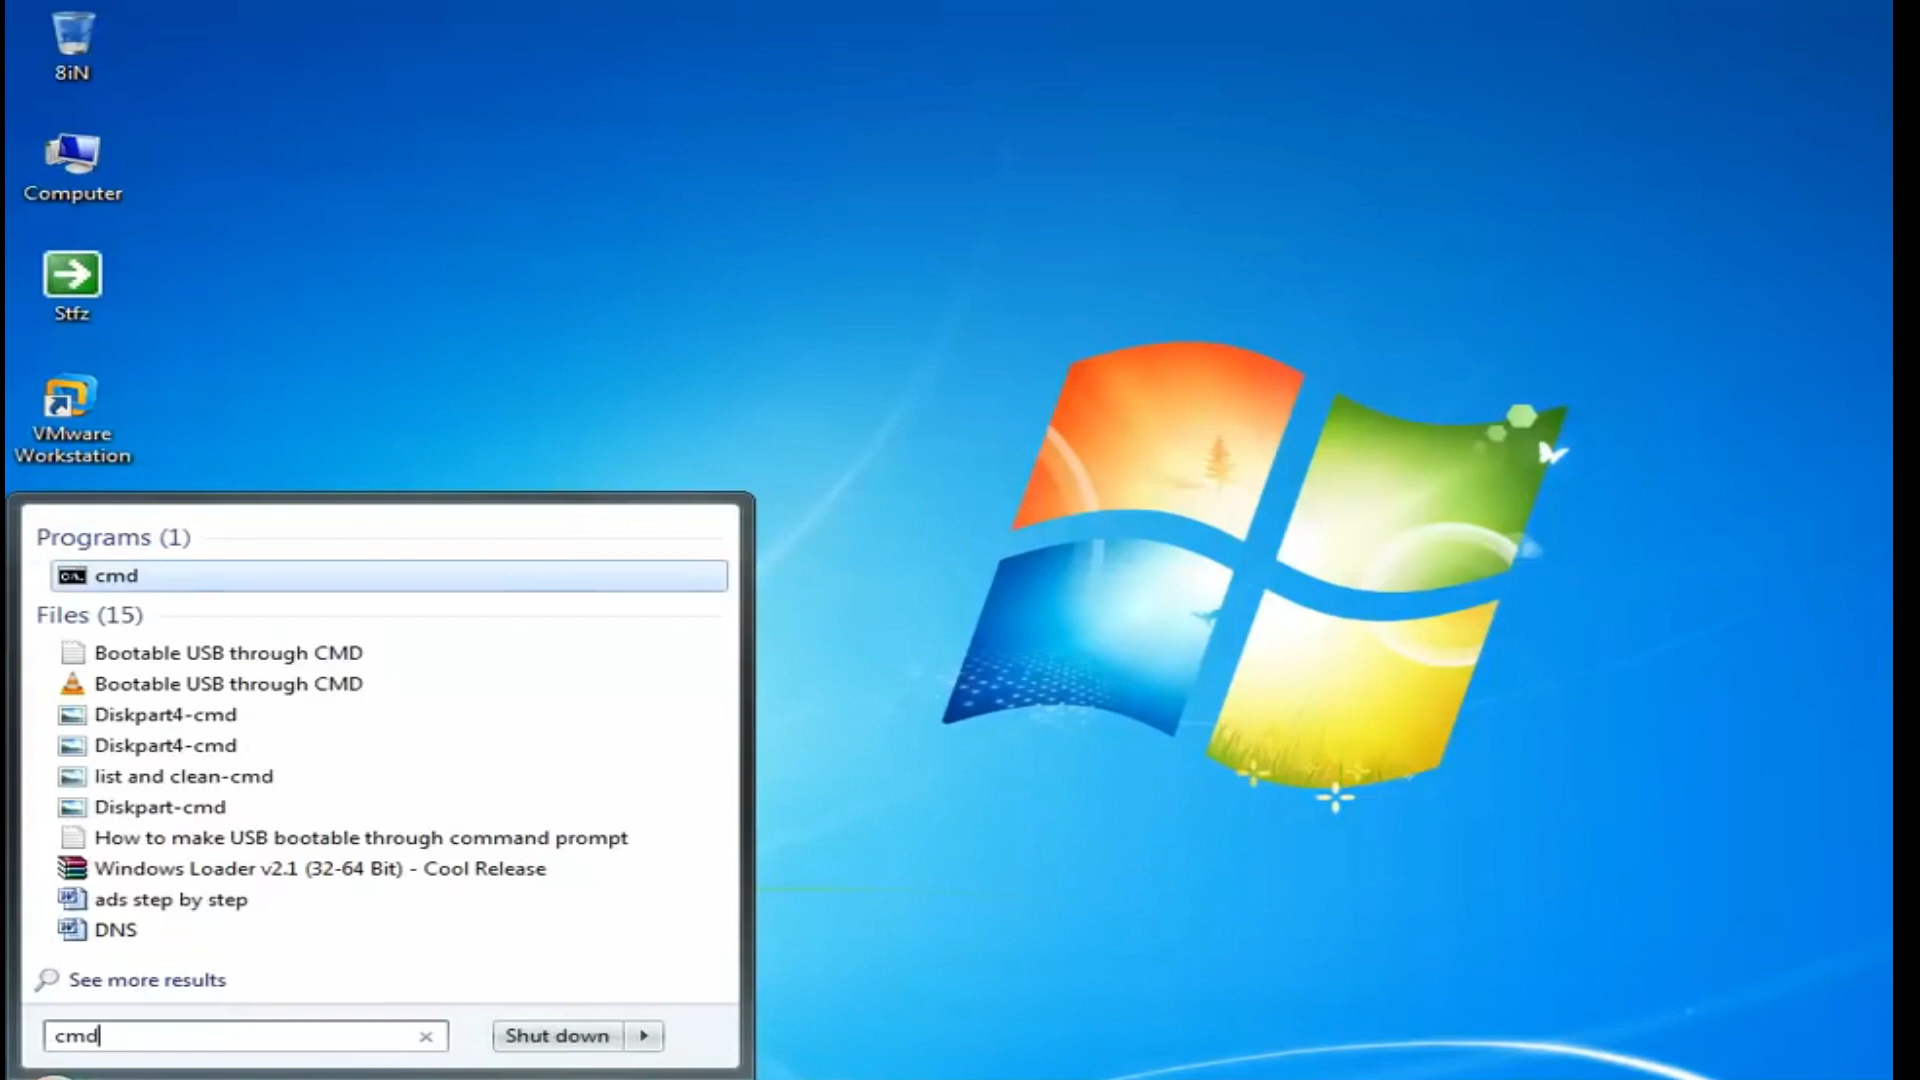 8iN
Computer
Stfz
VMware
Workstation
Programs (1)
cmd
Files (15)
Bootable USB through CMD
Bootable USB through CMD
Diskpart4-cmd
Diskpart4-cmd
list and clean-cmd
Diskpart-cmd
How to make USB bootable through command prompt
Windows Loader v2.1 (32-64 Bit) - Cool Release
ads step by step
DNS
See more results
cmd
Shut down